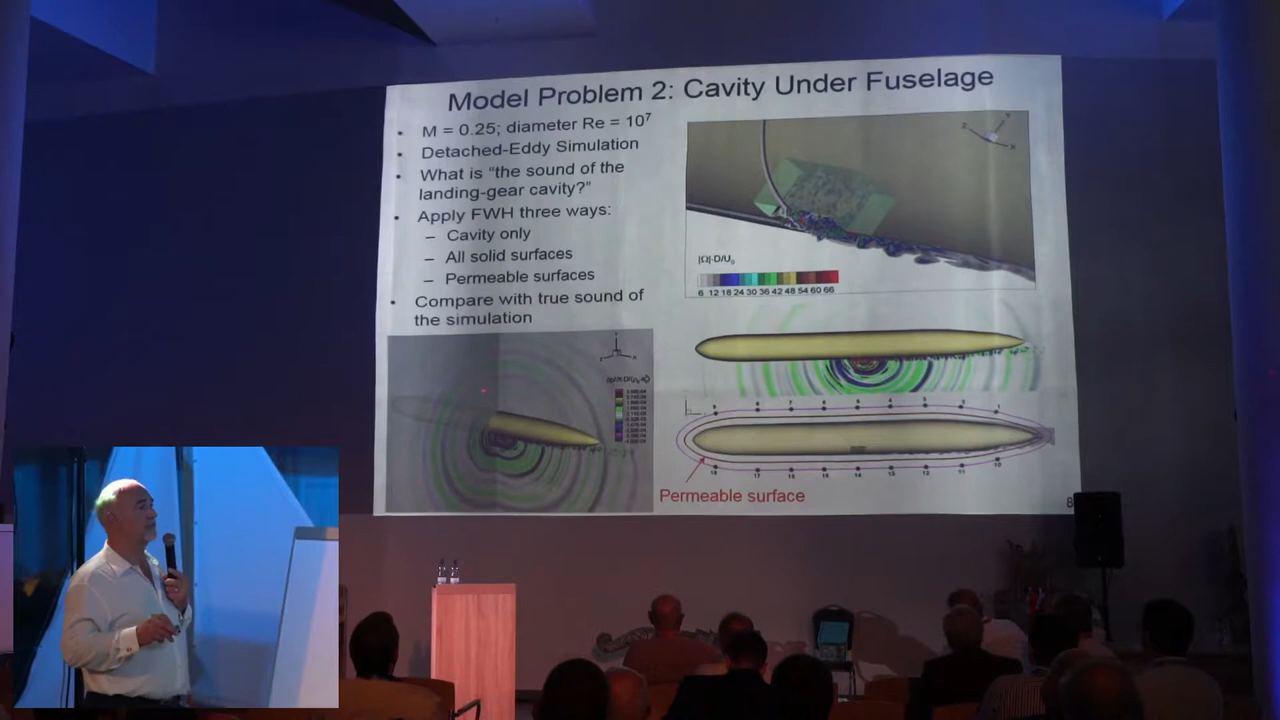 Model Problem 2: Cavity Under Fuselage
• M = 0.25; diameter Re = 10⁷
• Detached-Eddy Simulation
• What is “the sound of the
landing-gear cavity?”
• Apply FWH three ways:
– Cavity only
– All solid surfaces
– Permeable surfaces
• Compare with true sound of
the simulation
|Ω|·D/U₀
6 12 18 24 30 36 42 48 54 60 66
Permeable surface
8